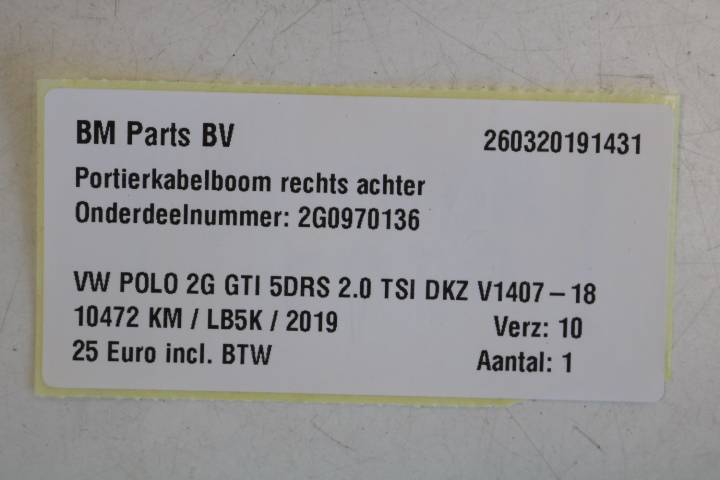 BM Parts BV 260320191431
Portierkabelboom rechts achter
Onderdeelnummer: 2G0970136
VW POLO 2G GTI 5DRS 2.0 TSI DKZ V1407-18
10472 KM / LB5K / 2019 Verz: 10
25 Euro incl. BTW Aantal: 1